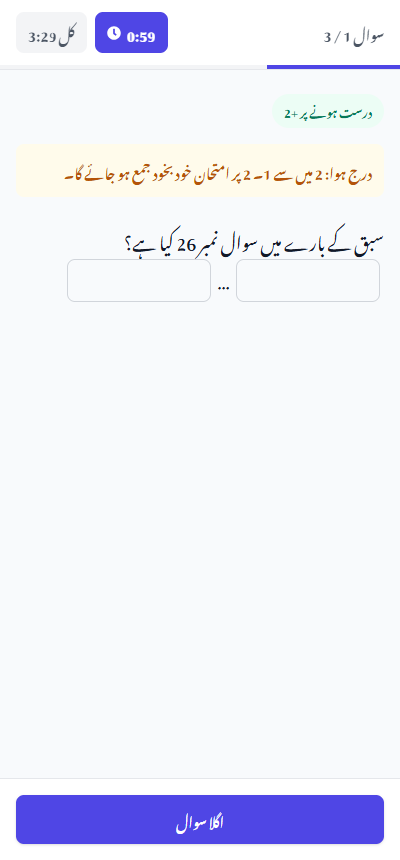 سوال 1 / 3
0:59
کل 3:29
درست ہونے پر +2
درج ہوا: 2 میں سے 1۔ 2 پر امتحان خود بخود جمع ہو جائے گا۔
سبق کے بارے میں سوال نمبر 26 کیا ہے؟
...
اگلا سوال